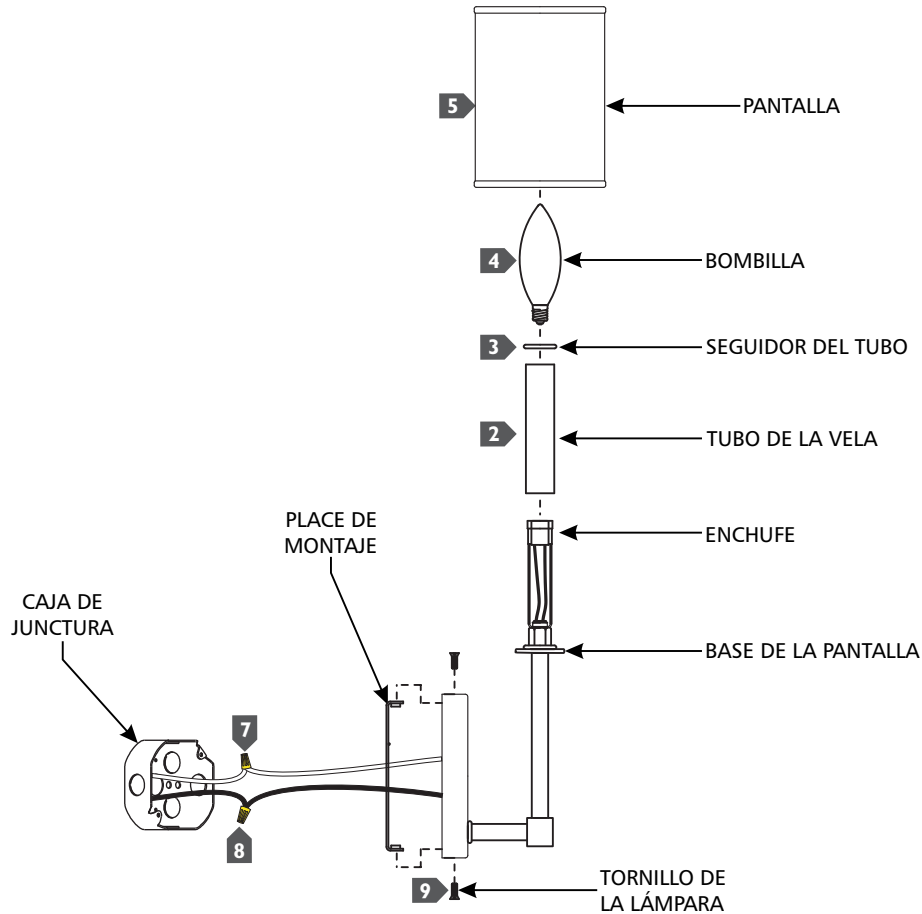 5
PANTALLA
4
BOMBILLA
3
SEGUIDOR DEL TUBO
2
TUBO DE LA VELA
PLACE DE
MONTAJE
ENCHUFE
CAJA DE
JUNCTURA
BASE DE LA PANTALLA
7
8
9
TORNILLO DE
LA LÁMPARA